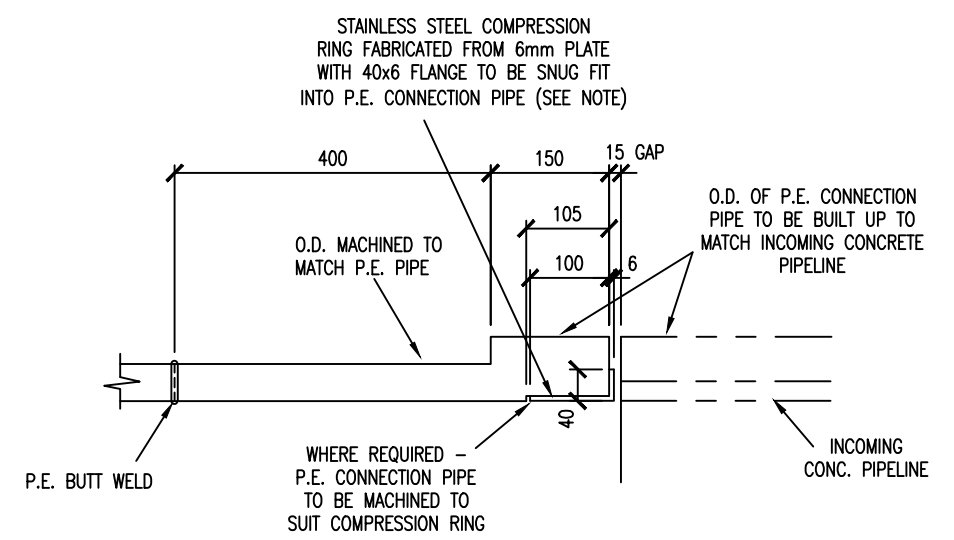 STAINLESS STEEL COMPRESSION
RING FABRICATED FROM 6mm PLATE
WITH 40x6 FLANGE TO BE SNUG FIT
INTO P.E. CONNECTION PIPE (SEE NOTE)
400
150
15 GAP
105
100
6
O.D. OF P.E. CONNECTION
PIPE TO BE BUILT UP TO
MATCH INCOMING CONCRETE
PIPELINE
O.D. MACHINED TO
MATCH P.E. PIPE
40
P.E. BUTT WELD
WHERE REQUIRED –
P.E. CONNECTION PIPE
TO BE MACHINED TO
SUIT COMPRESSION RING
INCOMING
CONC. PIPELINE